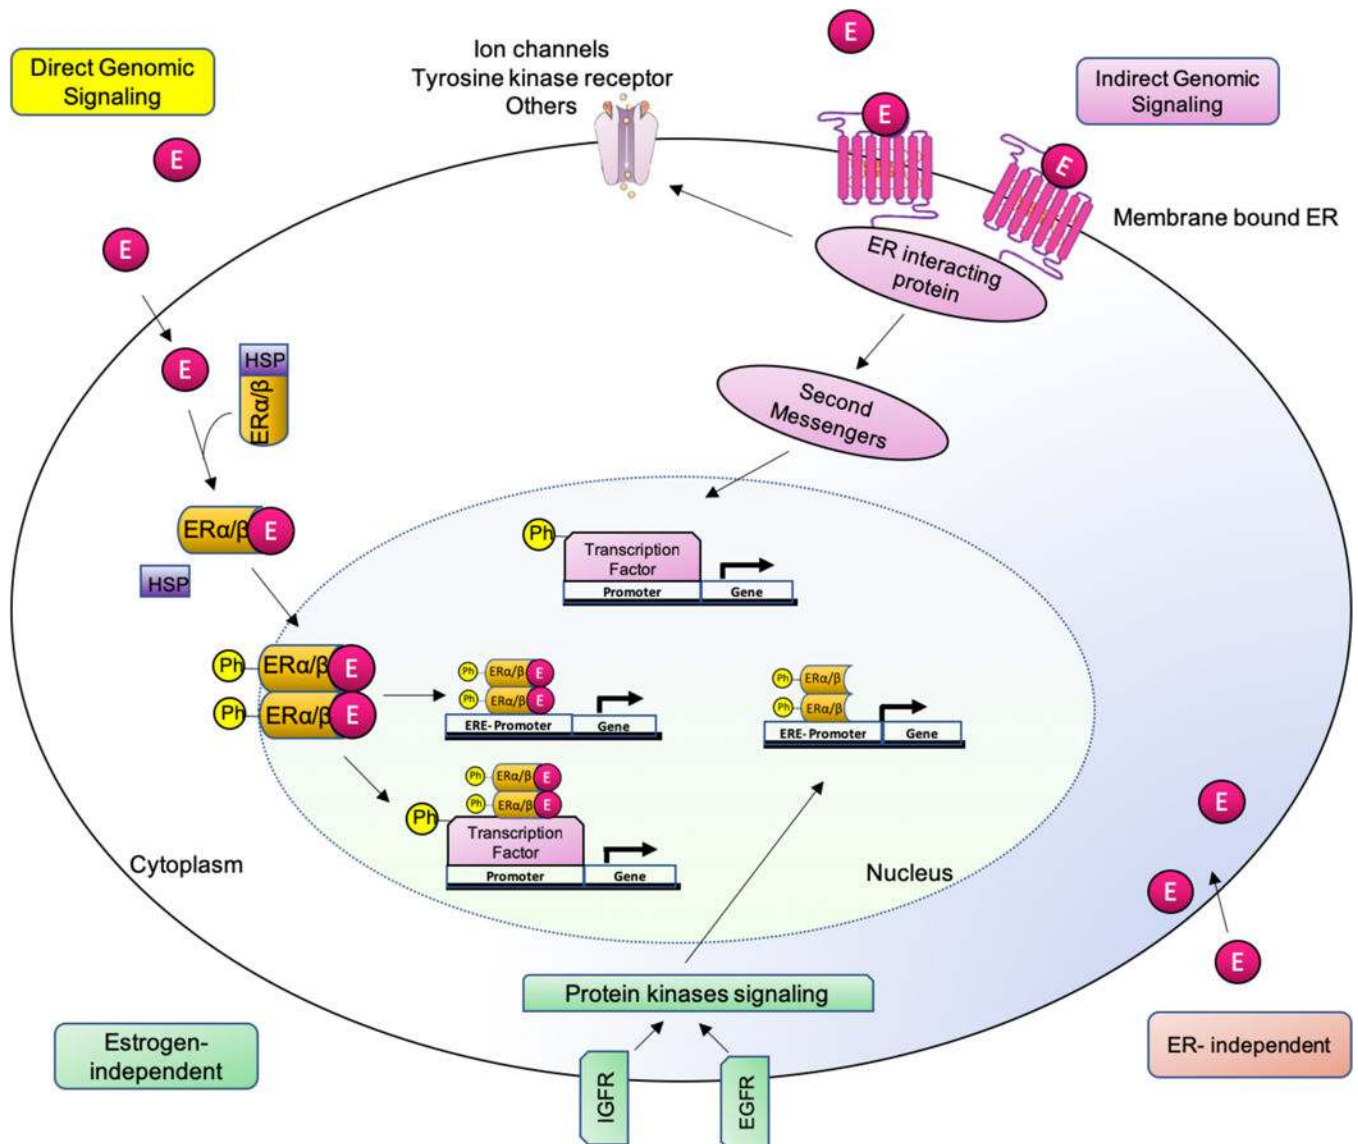 Direct Genomic
Signaling
Ion channels
Tyrosine kinase receptor
Others
E
Indirect Genomic
Signaling
E
E
E
E
Membrane bound ER
ER interacting
protein
E
HSP
ERα/β
Second
Messengers
ERα/β
E
HSP
Ph
Transcription
Factor
Promoter
Gene
Ph
ERα/β
E
Ph
ERα/β
E
Ph
ERα/β
E
Ph
ERα/β
E
ERE- Promoter
Gene
Ph
ERα/β
Ph
ERα/β
ERE- Promoter
Gene
Ph
ERα/β
E
Ph
ERα/β
E
Ph
Transcription
Factor
Promoter
Gene
Cytoplasm
Nucleus
E
E
E
Protein kinases signaling
IGFR
EGFR
Estrogen-
independent
ER- independent